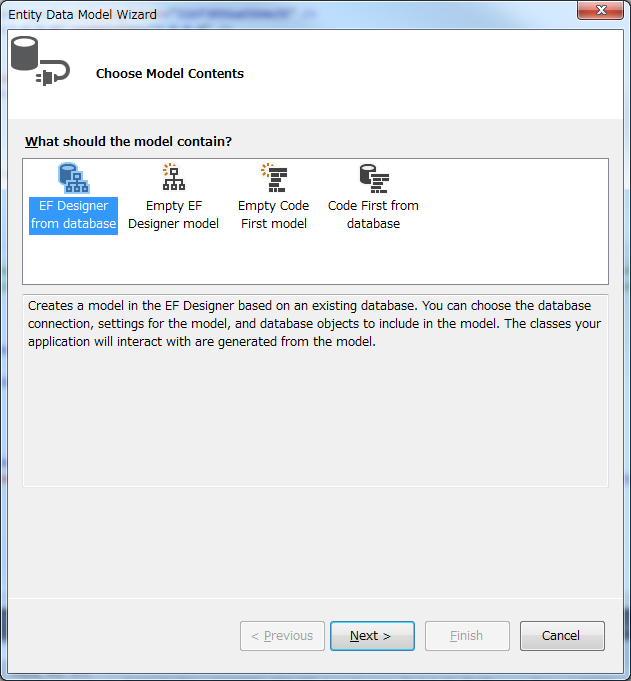 Entity Data Model Wizard
Choose Model Contents
What should the model contain?
EF Designer
from database
Empty EF
Designer model
Empty Code
First model
Code First from
database
Creates a model in the EF Designer based on an existing database. You can choose the database
connection, settings for the model, and database objects to include in the model. The classes your
application will interact with are generated from the model.
< Previous
Next >
Finish
Cancel